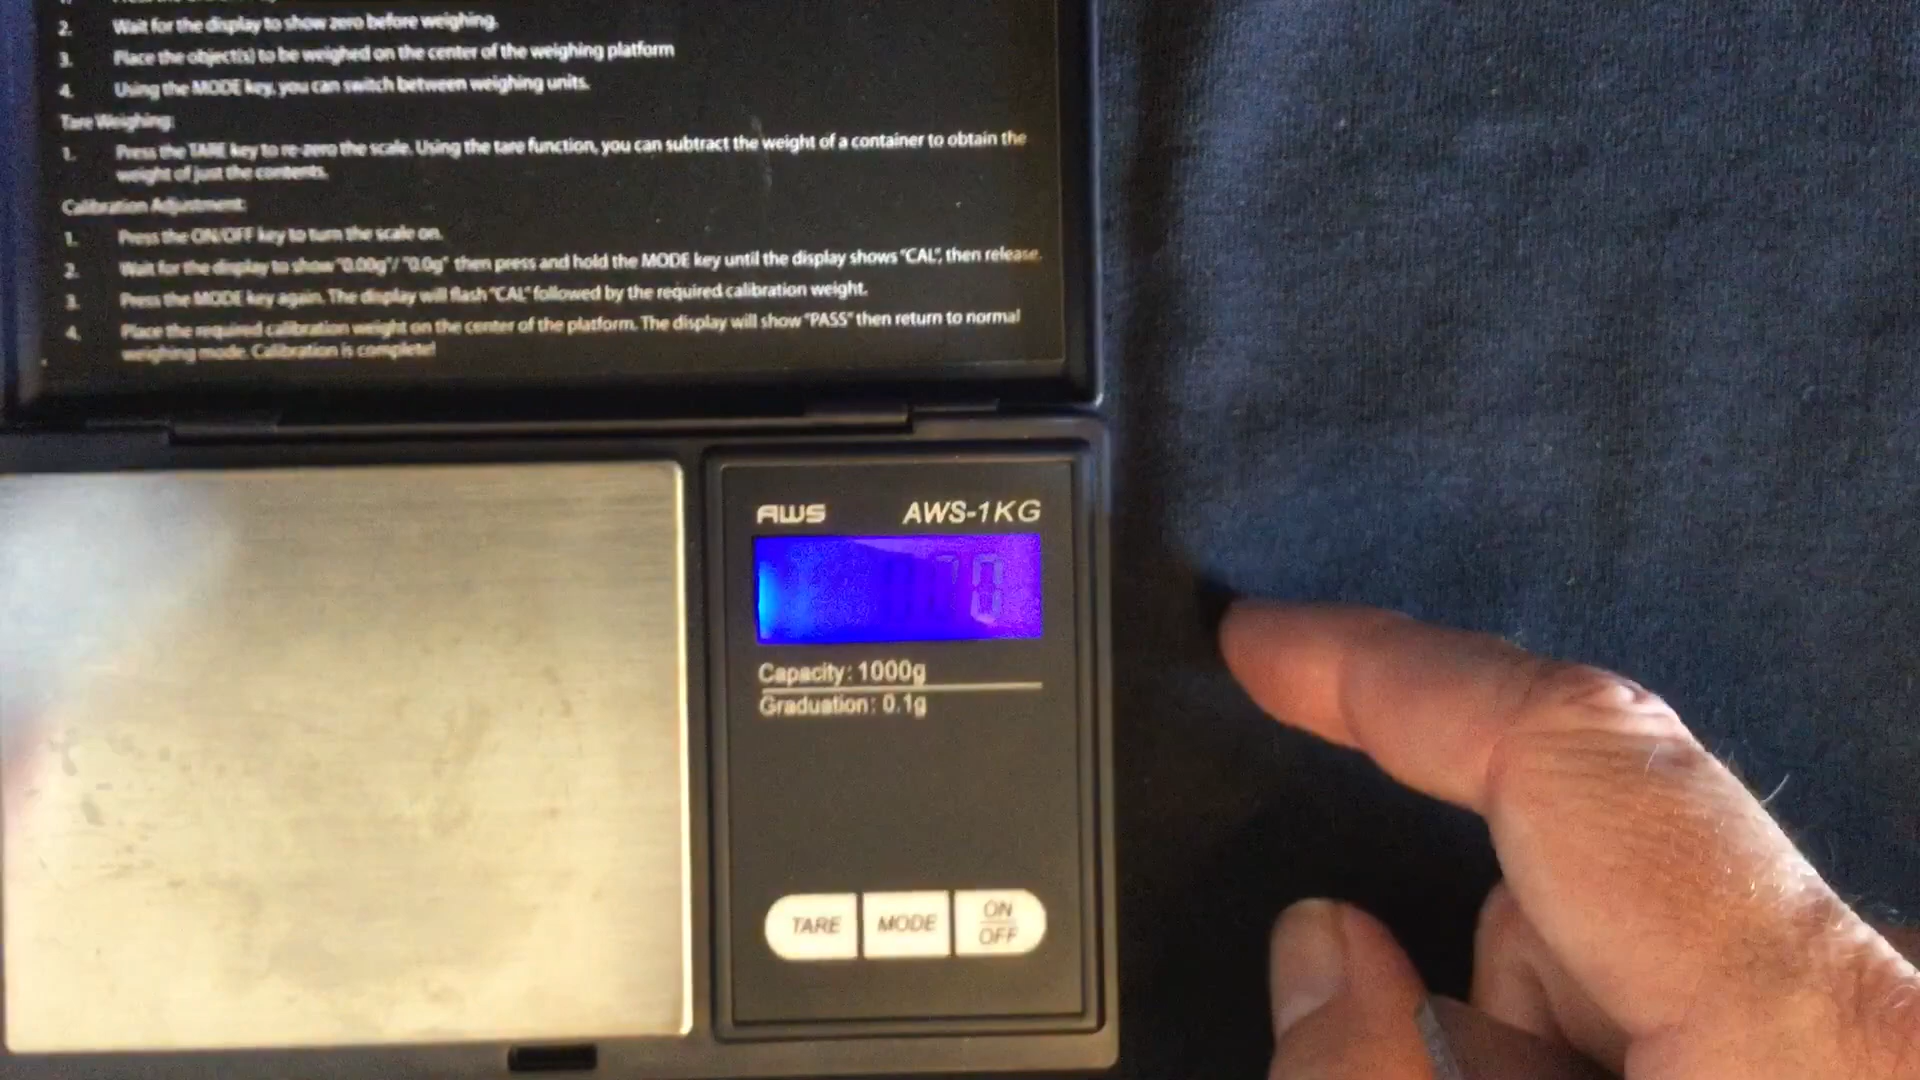 2. Wait for the display to show zero before weighing.
3. Place the object(s) to be weighed on the center of the weighing platform
4. Using the MODE key, you can switch between weighing units.
Tare Weighing:
1. Press the TARE key to re-zero the scale. Using the tare function, you can subtract the weight of a container to obtain the
weight of just the contents.
Calibration Adjustment:
1. Press the ON/OFF key to turn the scale on.
2. Wait for the display to show "0.00g"/ "0.0g" then press and hold the MODE key until the display shows "CAL", then release.
3. Press the MODE key again. The display will flash "CAL" followed by the required calibration weight.
4. Place the required calibration weight on the center of the platform. The display will show "PASS" then return to normal
weighing mode. Calibration is complete!
AWS AWS-1KG
Capacity: 1000g
Graduation: 0.1g
TARE MODE ON
OFF